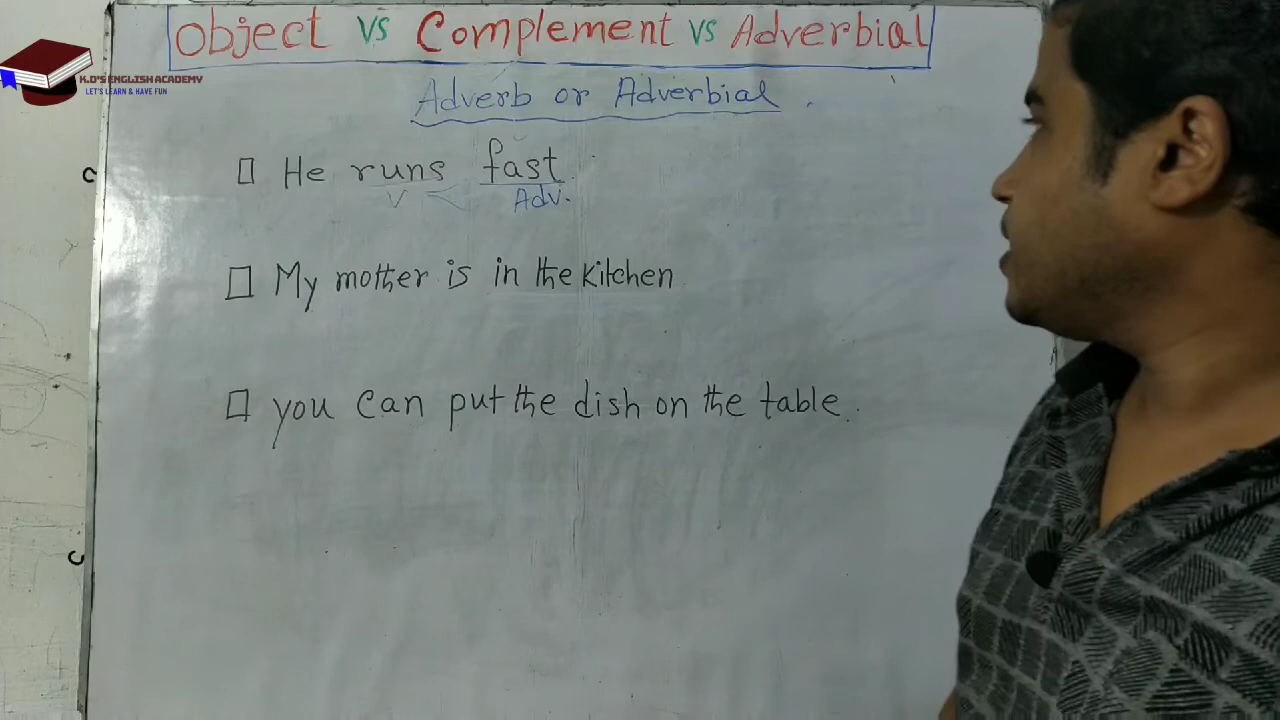 Object vs Complement vs Adverbial
K.D'S ENGLISH ACADEMY
LET'S LEARN & HAVE FUN
Adverb or Adverbial .
He runs fast.
V Adv.
My mother is in the kitchen
you can put the dish on the table.